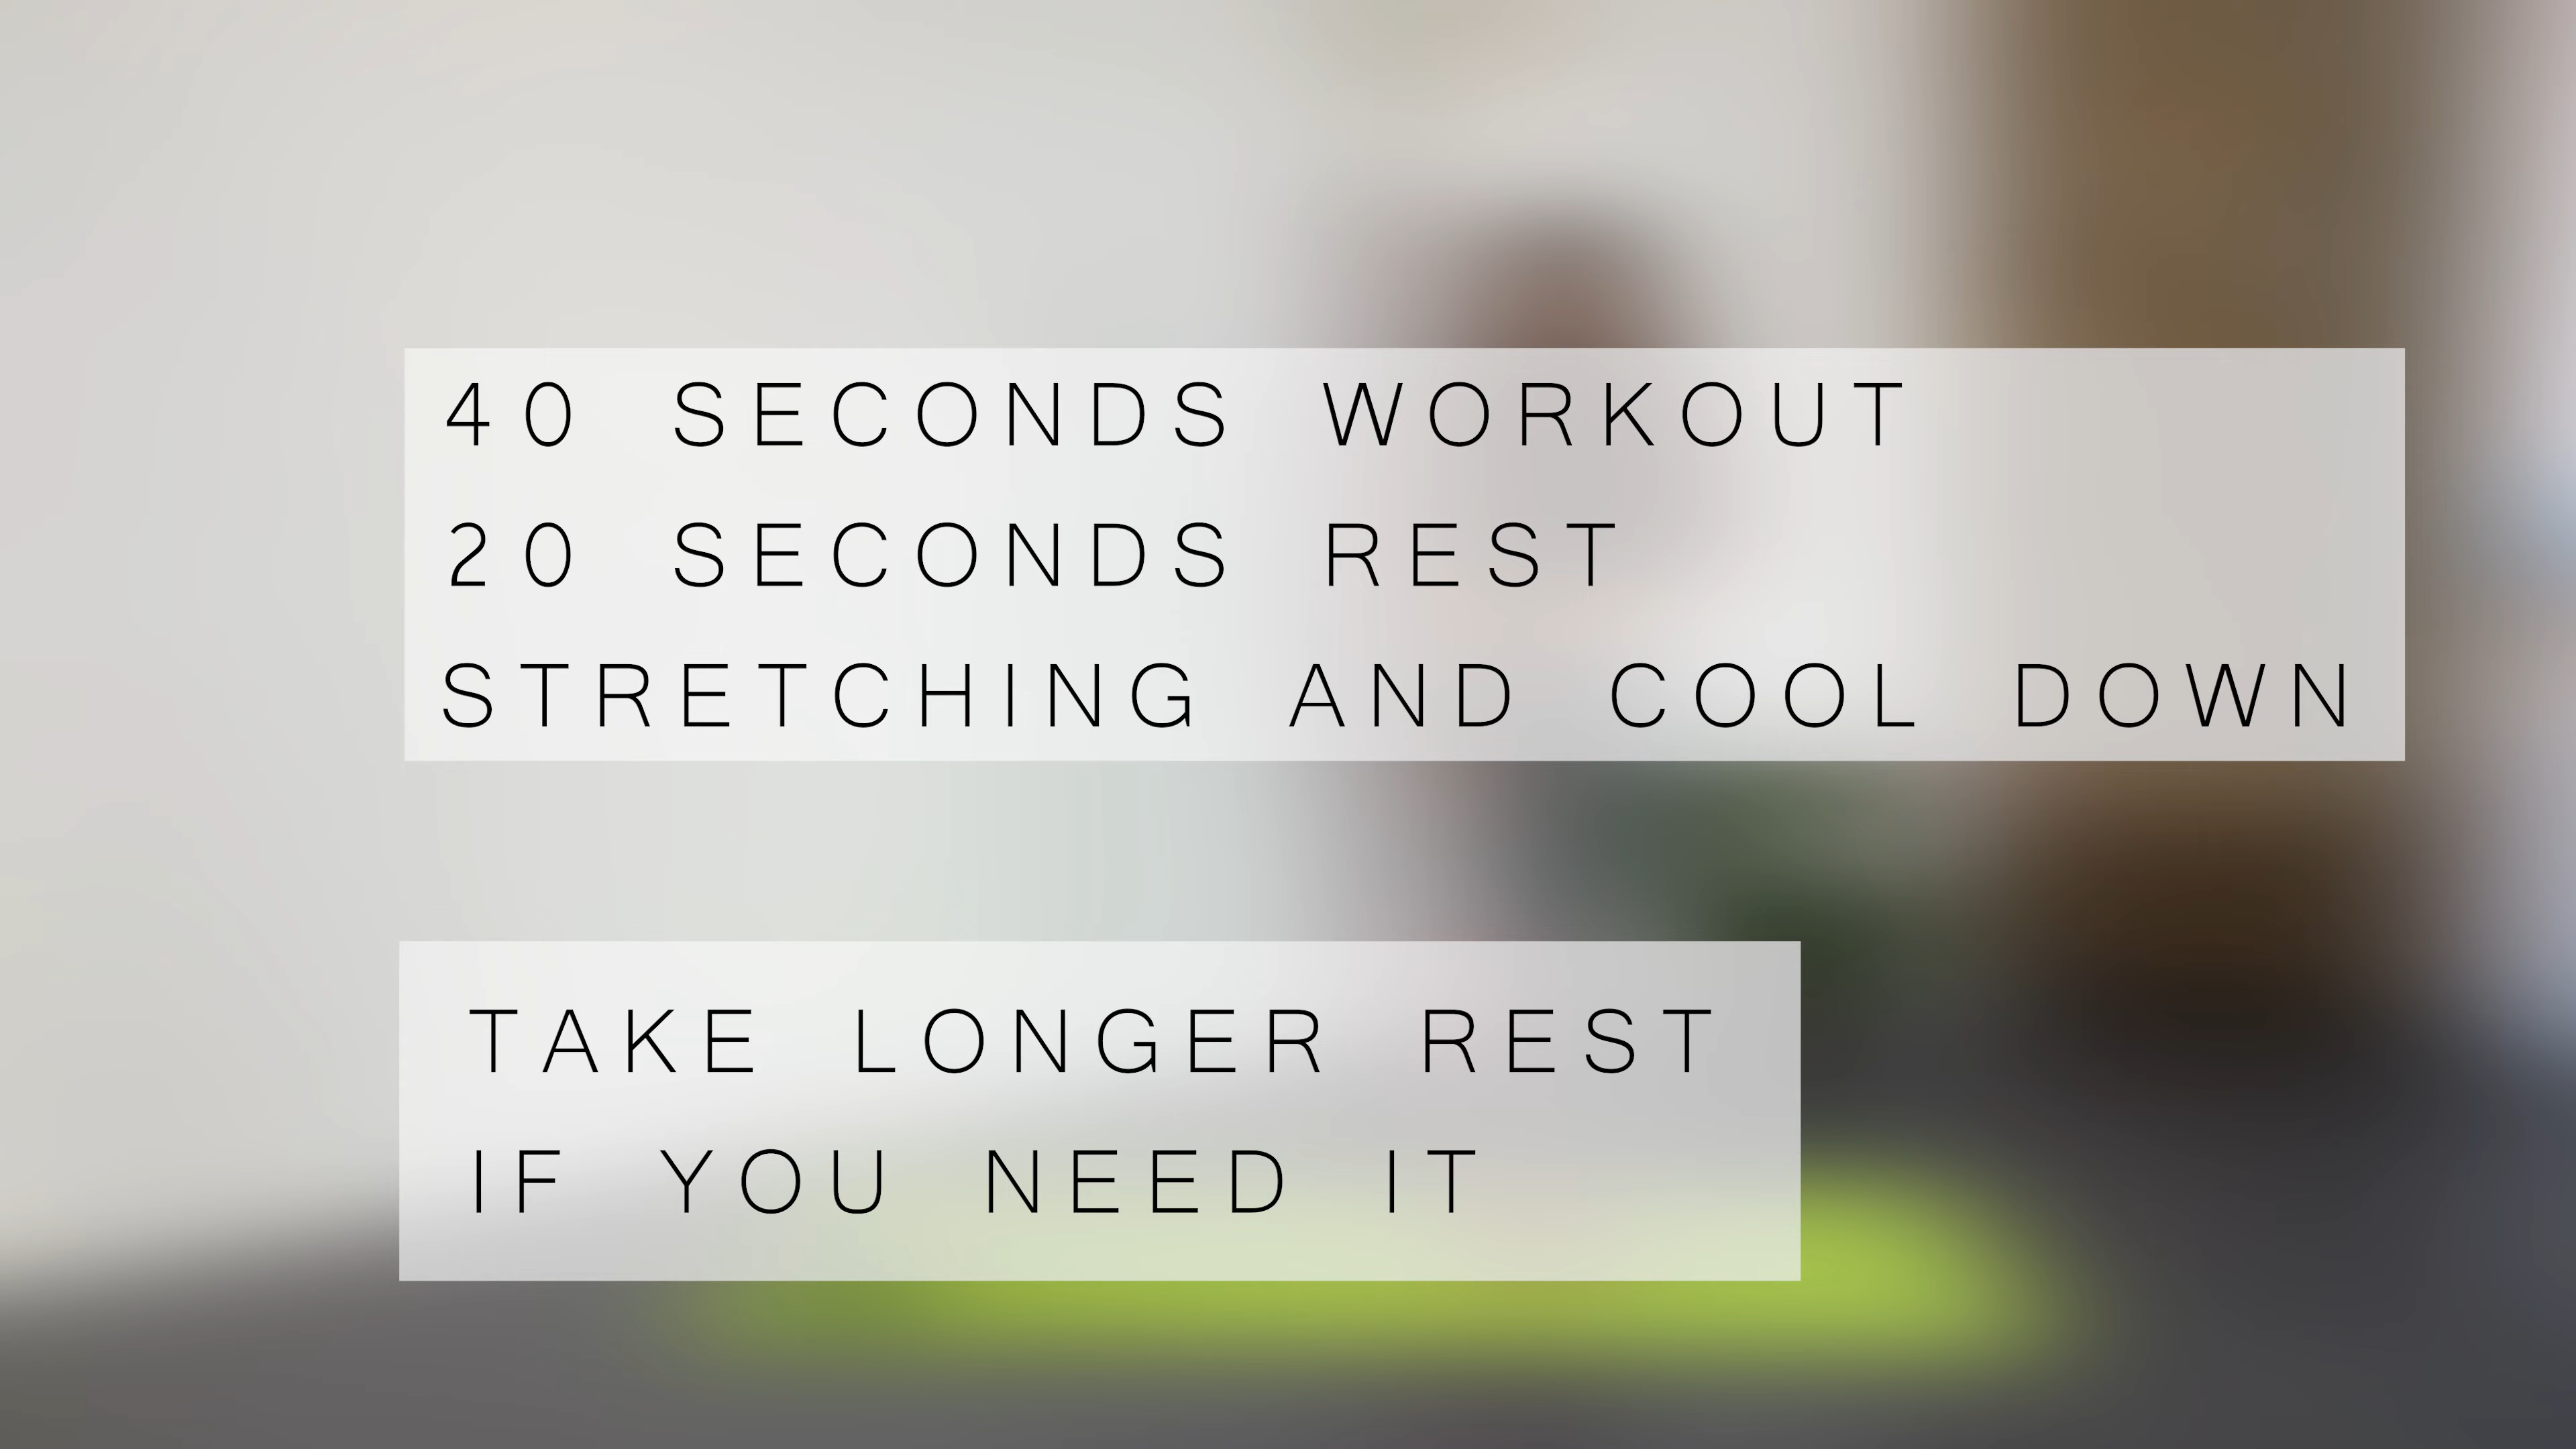 40 SECONDS WORKOUT
20 SECONDS REST
STRETCHING AND COOL DOWN
TAKE LONGER REST
IF YOU NEED IT